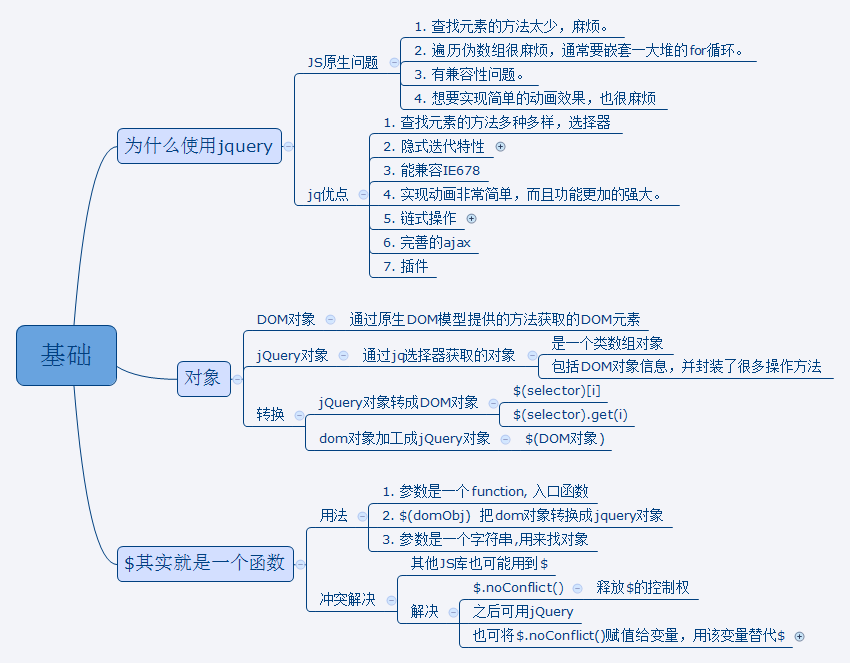 基础
为什么使用jquery
JS原生问题
1. 查找元素的方法太少，麻烦。
2. 遍历伪数组很麻烦，通常要嵌套一大堆的for循环。
3. 有兼容性问题。
4. 想要实现简单的动画效果，也很麻烦
jq优点
1. 查找元素的方法多种多样，选择器
2. 隐式迭代特性
3. 能兼容IE678
4. 实现动画非常简单，而且功能更加的强大。
5. 链式操作
6. 完善的ajax
7. 插件
对象
DOM对象
通过原生DOM模型提供的方法获取的DOM元素
jQuery对象
通过jq选择器获取的对象
是一个类数组对象
包括DOM对象信息，并封装了很多操作方法
转换
jQuery对象转成DOM对象
$(selector)[i]
$(selector).get(i)
dom对象加工成jQuery对象
$(DOM对象)
$其实就是一个函数
用法
1. 参数是一个function, 入口函数
2. $(domObj) 把dom对象转换成jquery对象
3. 参数是一个字符串,用来找对象
冲突解决
其他JS库也可能用到$
解决
$.noConflict()
释放$的控制权
之后可用jQuery
也可将$.noConflict()赋值给变量，用该变量替代$